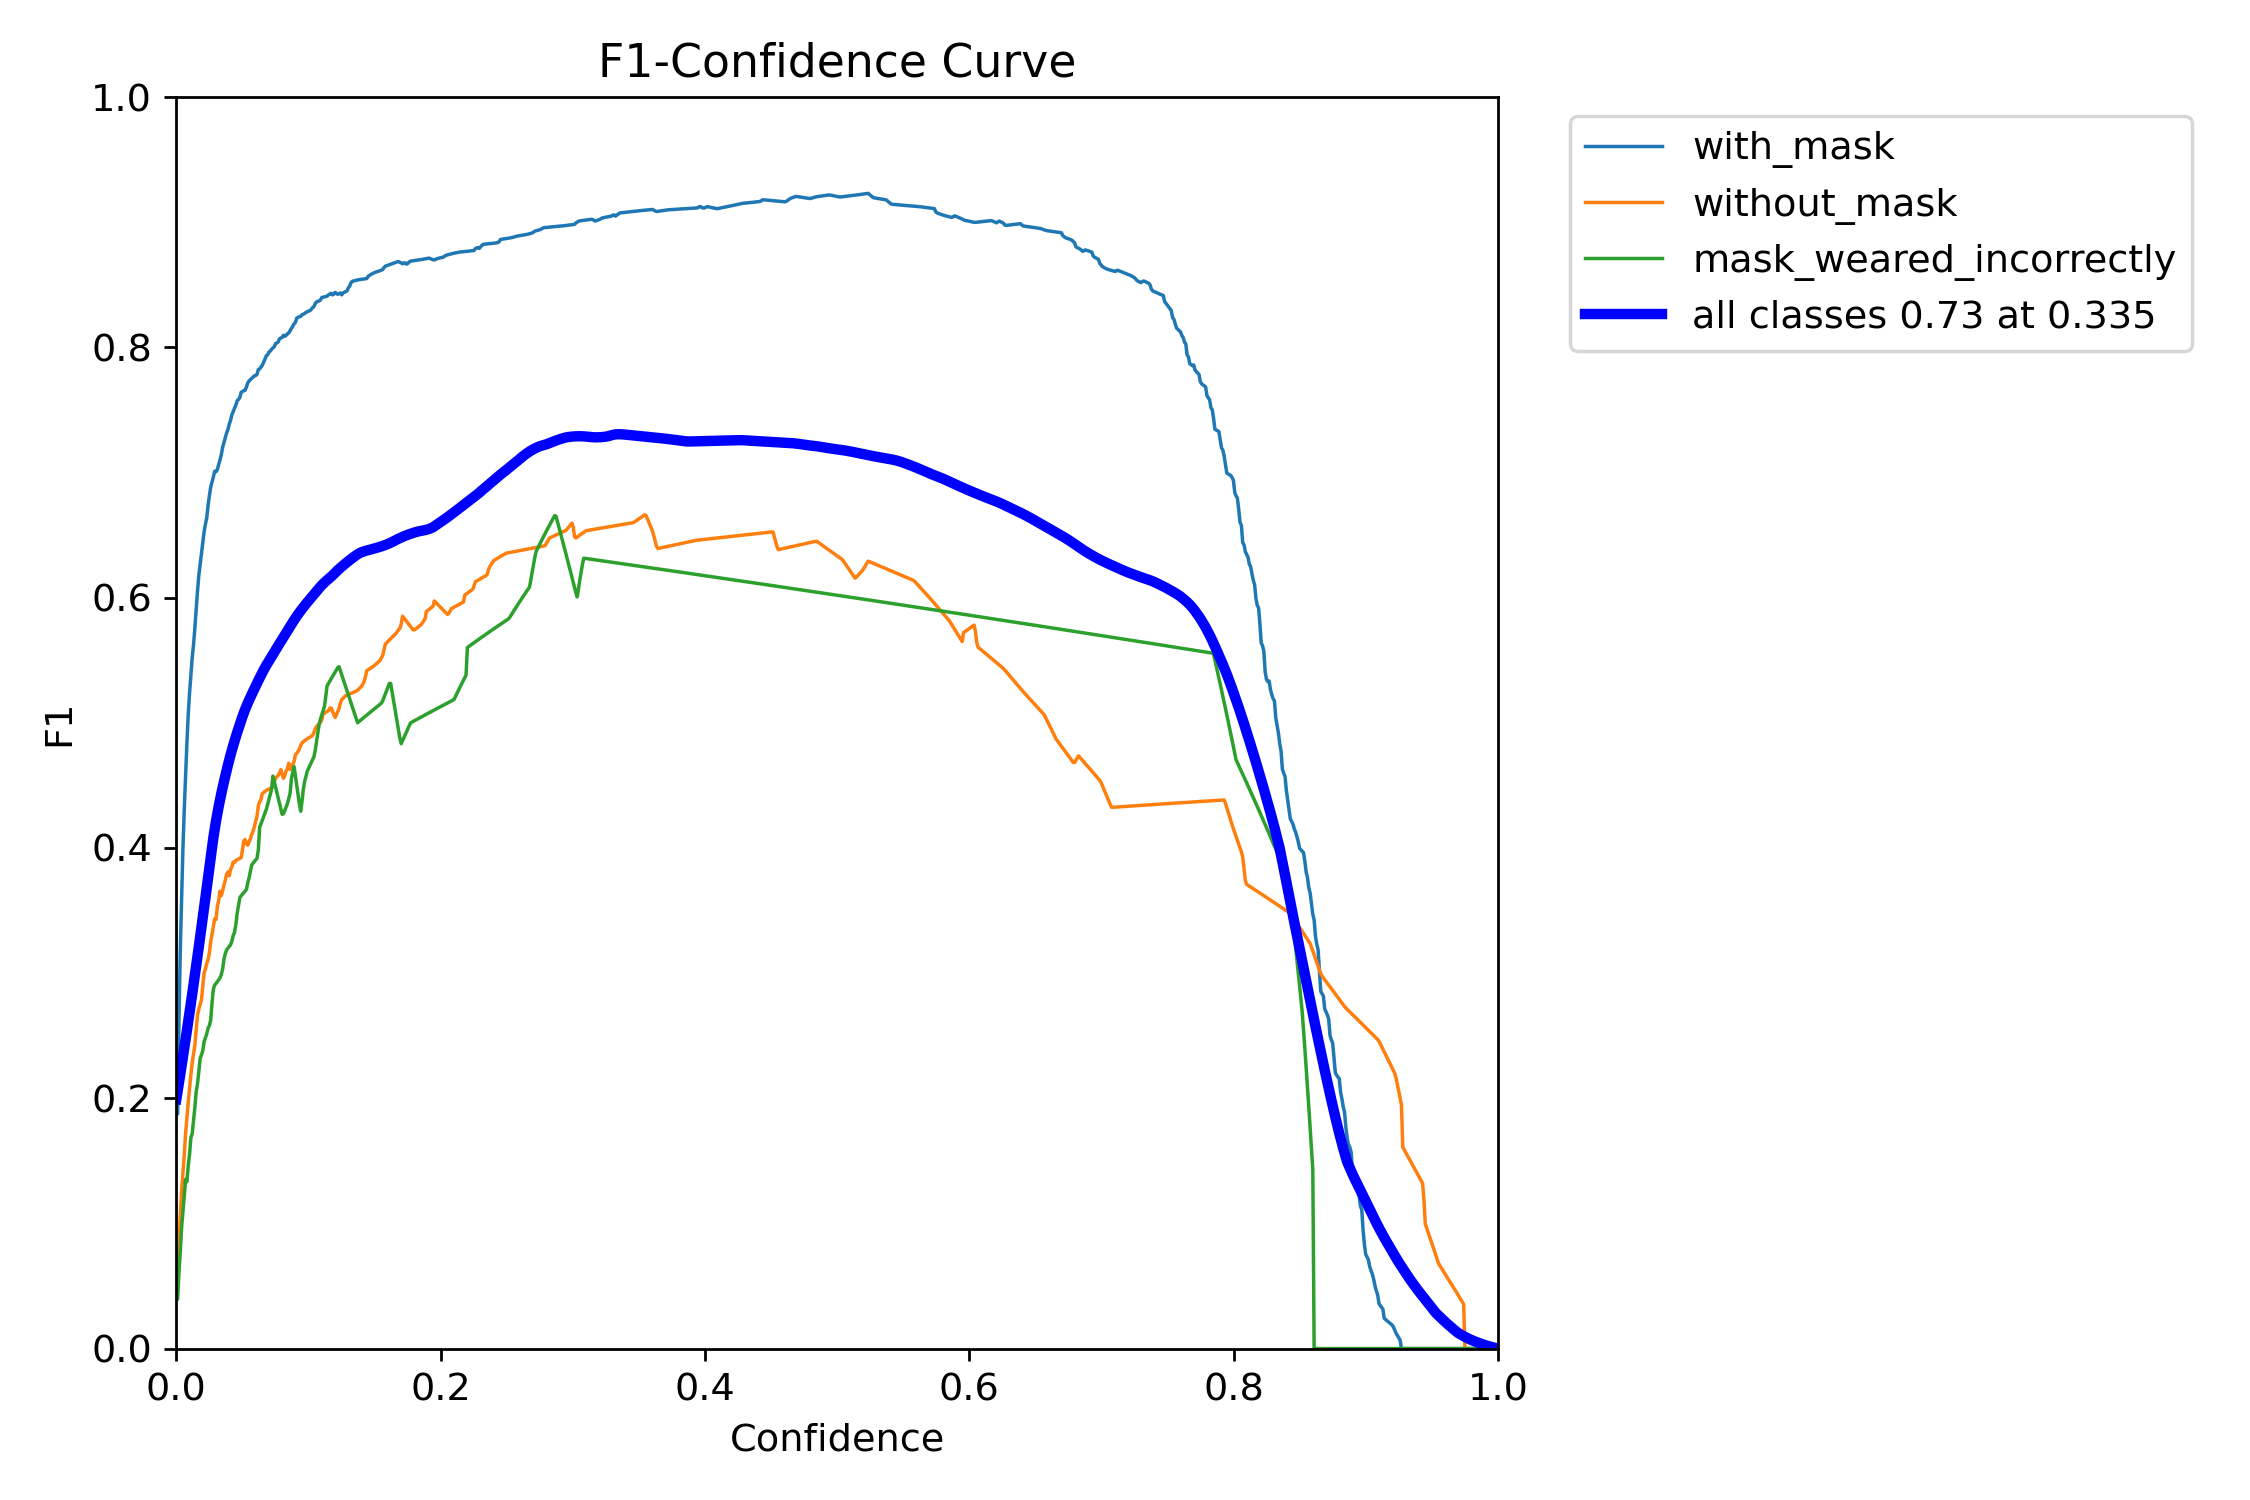 F1-Confidence Curve
1.0
0.8
0.6
0.4
0.2
0.0
F1
0.0 0.2 0.4 0.6 0.8 1.0
Confidence
with_mask
without_mask
mask_weared_incorrectly
all classes 0.73 at 0.335